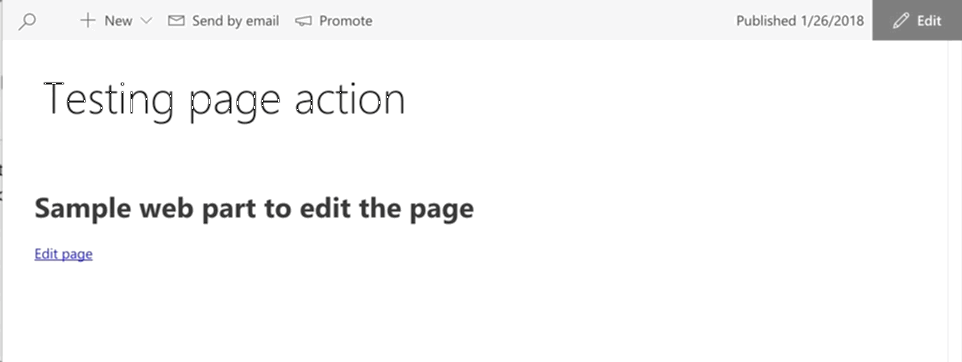 New Send by email Promote Published 1/26/2018 Edit
Testing page action
Sample web part to edit the page
Edit page